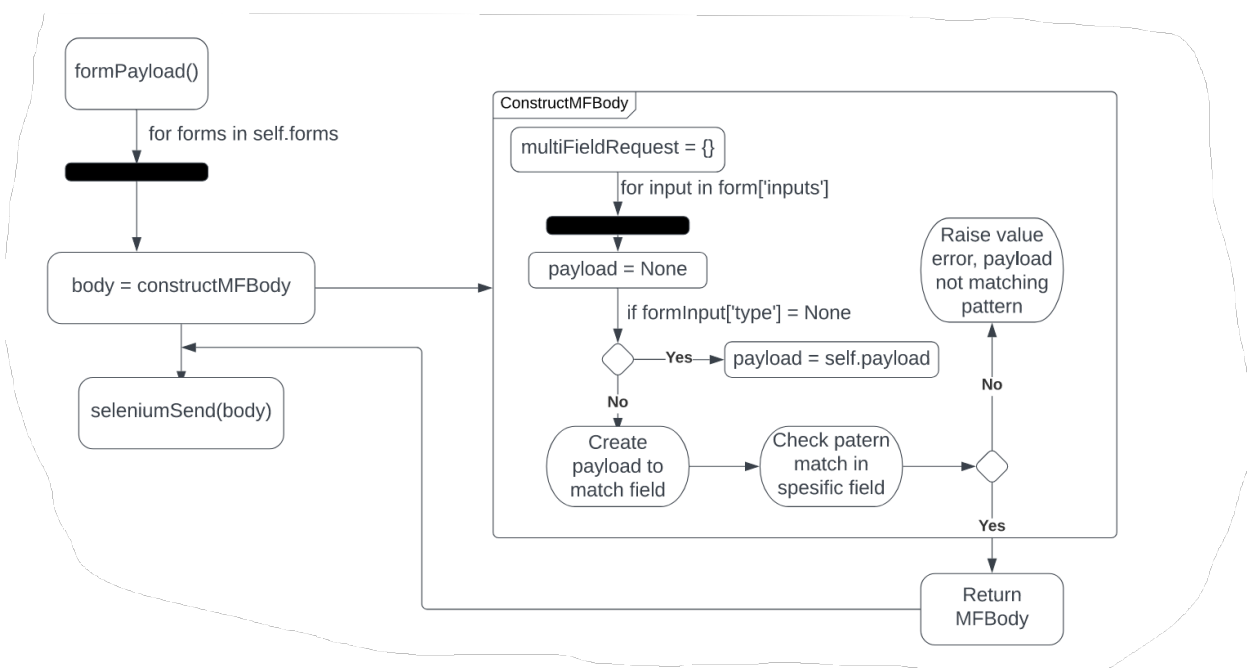 formPayload()
for forms in self.forms
body = constructMFBody
seleniumSend(body)
ConstructMFBody
multiFieldRequest = {}
for input in form['inputs']
payload = None
if formInput['type'] = None
Yes
payload = self.payload
No
Create
payload to
match field
Check patern
match in
spesific field
No
Raise value
error, payload
not matching
pattern
Yes
Return
MFBody